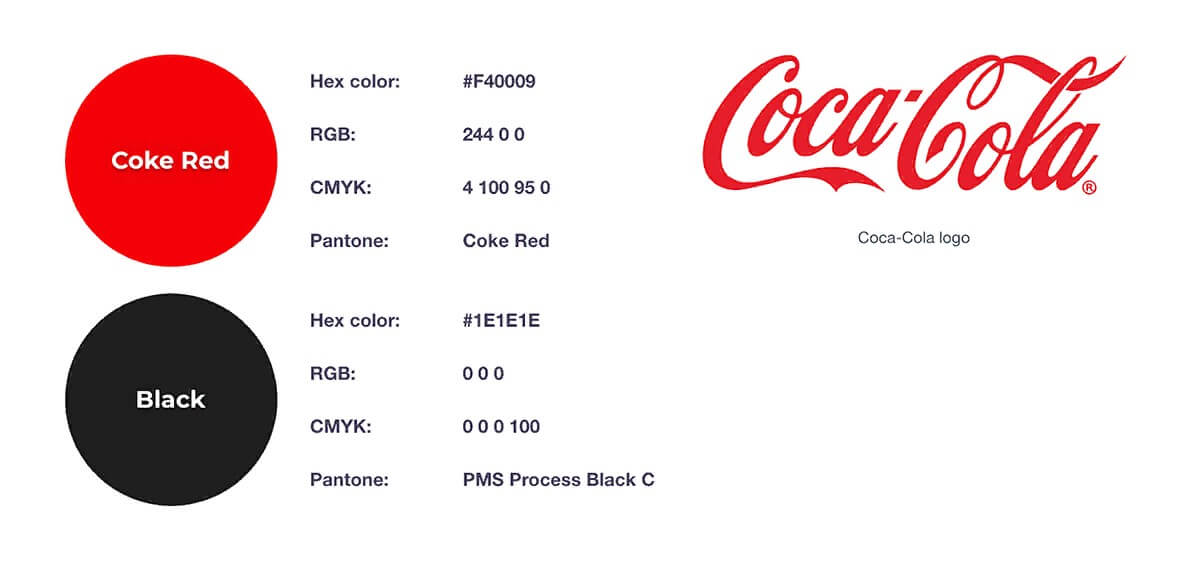 Coke Red
Hex color: #F40009
RGB: 244 0 0
CMYK: 4 100 95 0
Pantone: Coke Red
Coca-Cola®
Coca-Cola logo
Black
Hex color: #1E1E1E
RGB: 0 0 0
CMYK: 0 0 0 100
Pantone: PMS Process Black C